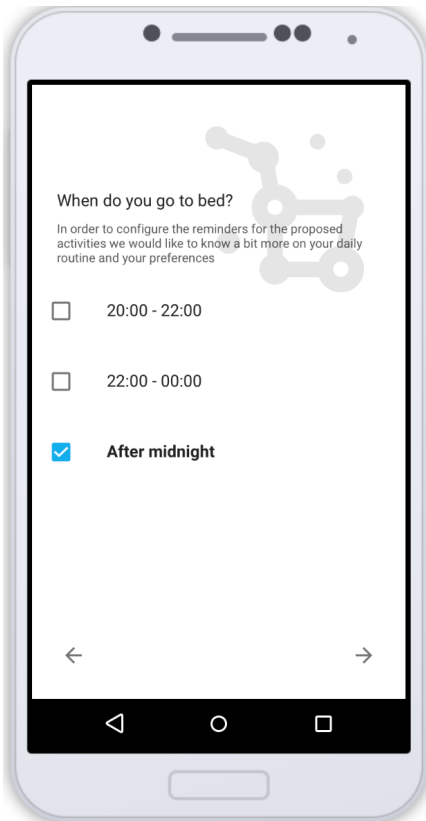 When do you go to bed?
In order to configure the reminders for the proposed
activities we would like to know a bit more on your daily
routine and your preferences
20:00 - 22:00
22:00 - 00:00
After midnight